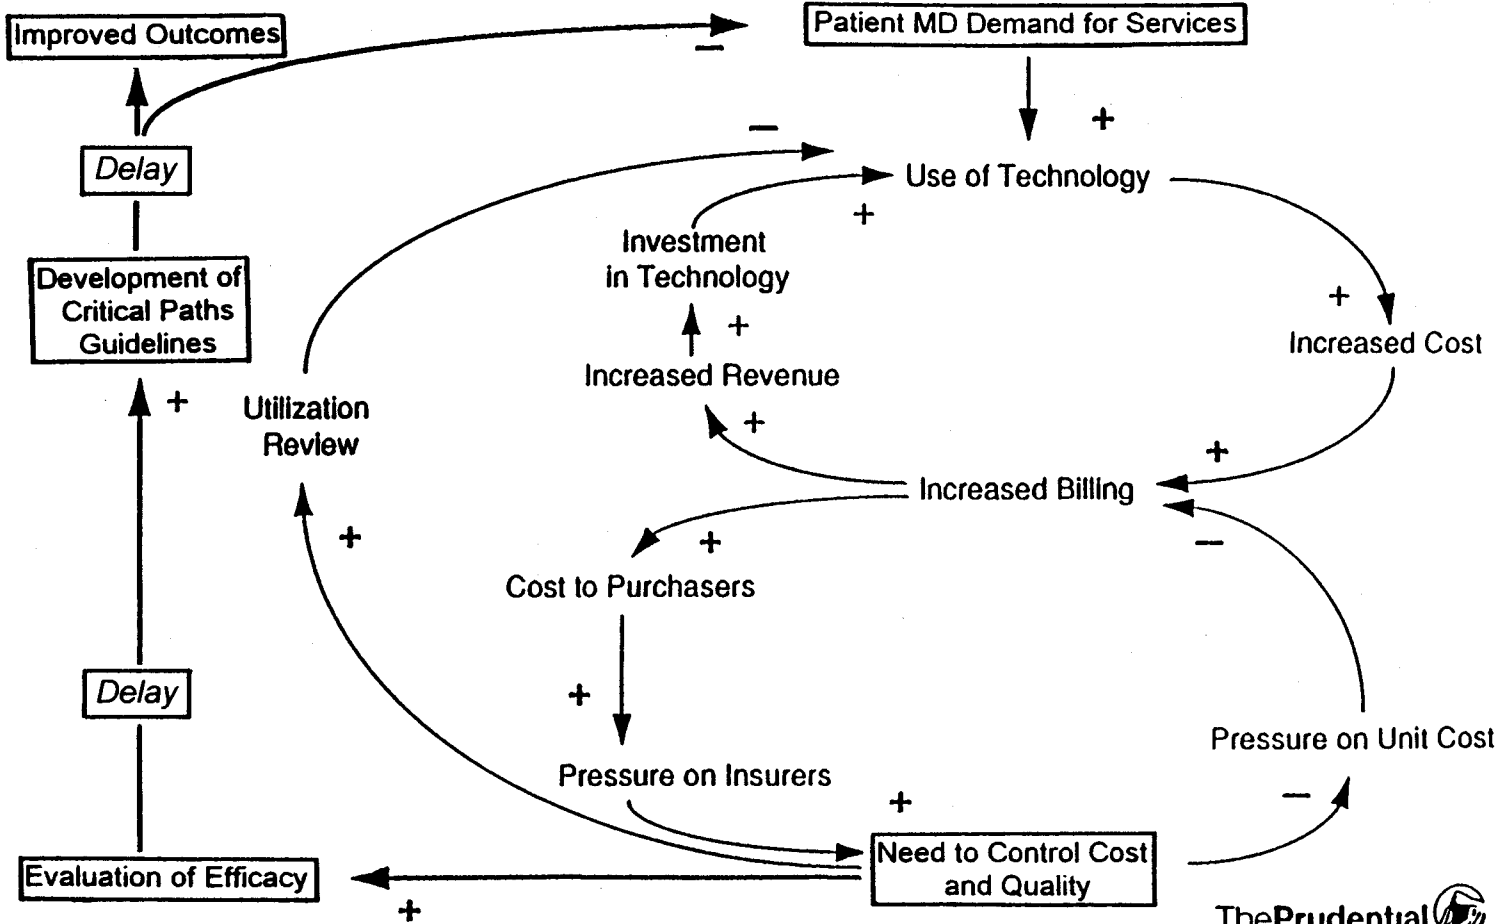 Improved Outcomes
Patient MD Demand for Services
−
+
−
Delay
Use of Technology
+
Investment
in Technology
Development of
Critical Paths
Guidelines
+
+
Increased Cost
Increased Revenue
+
Utilization
Review
+
+
Increased Billing
+
+
−
Cost to Purchasers
Delay
+
Pressure on Unit Cost
Pressure on Insurers
+
−
Need to Control Cost
and Quality
Evaluation of Efficacy
+
ThePrudential